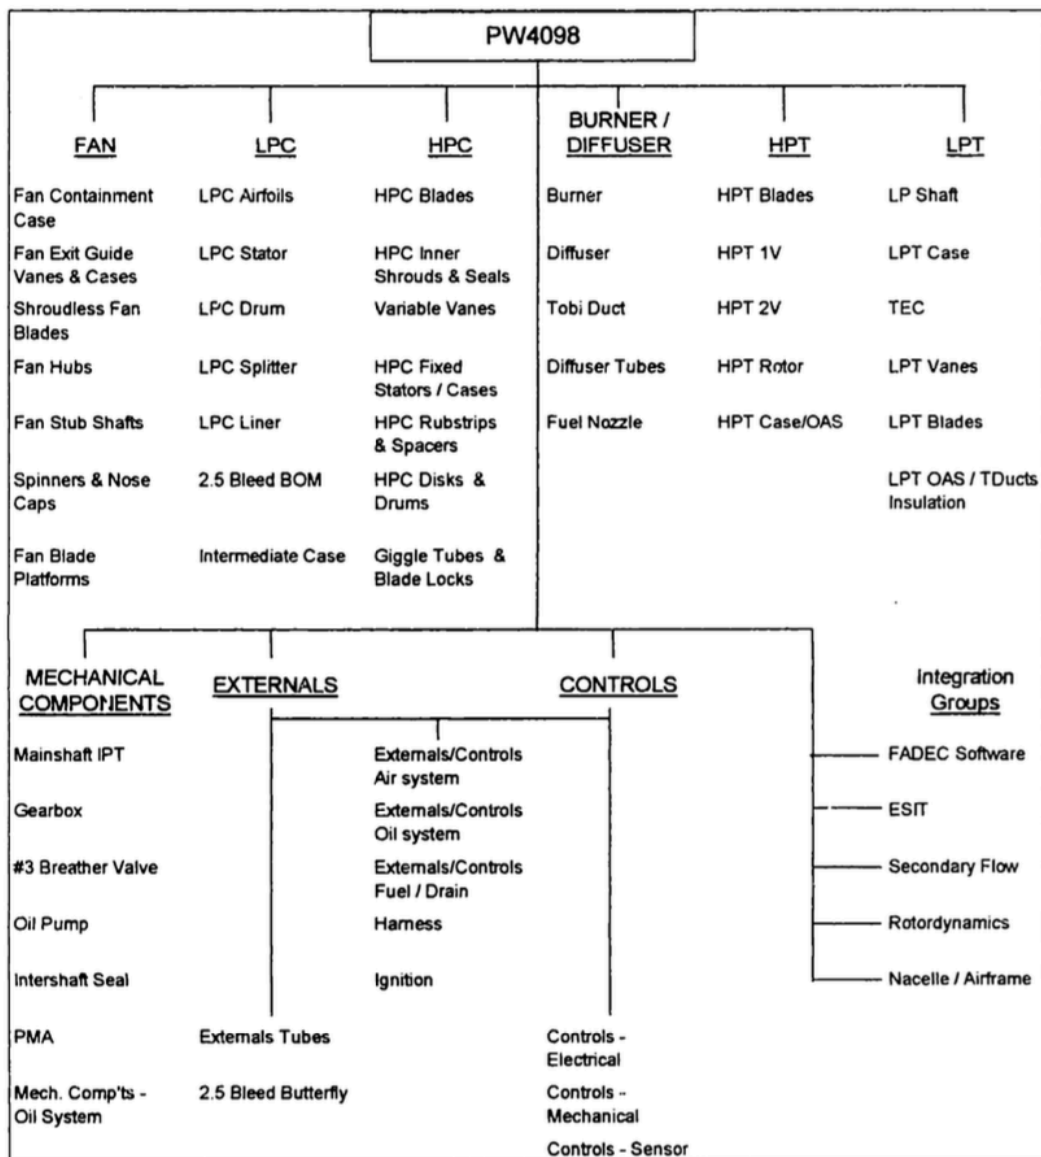 PW4098
FAN
Fan Containment
Case
Fan Exit Guide
Vanes & Cases
Shroudless Fan
Blades
Fan Hubs
Fan Stub Shafts
Spinners & Nose
Caps
Fan Blade
Platforms
LPC
LPC Airfoils
LPC Stator
LPC Drum
LPC Splitter
LPC Liner
2.5 Bleed BOM
Intermediate Case
HPC
HPC Blades
HPC Inner
Shrouds & Seals
Variable Vanes
HPC Fixed
Stators / Cases
HPC Rubstrips
& Spacers
HPC Disks &
Drums
Giggle Tubes &
Blade Locks
BURNER /
DIFFUSER
Burner
Diffuser
Tobi Duct
Diffuser Tubes
Fuel Nozzle
HPT
HPT Blades
HPT 1V
HPT 2V
HPT Rotor
HPT Case/OAS
LPT
LP Shaft
LPT Case
TEC
LPT Vanes
LPT Blades
LPT OAS / TDucts
Insulation
MECHANICAL
COMPONENTS
Mainshaft IPT
Gearbox
#3 Breather Valve
Oil Pump
Intershaft Seal
PMA
Mech. Comp'ts -
Oil System
EXTERNALS
Externals Tubes
2.5 Bleed Butterfly
Externals/Controls
Air system
Externals/Controls
Oil system
Externals/Controls
Fuel / Drain
Harness
Ignition
CONTROLS
Controls -
Electrical
Controls -
Mechanical
Controls - Sensor
Integration
Groups
FADEC Software
ESIT
Secondary Flow
Rotordynamics
Nacelle / Airframe